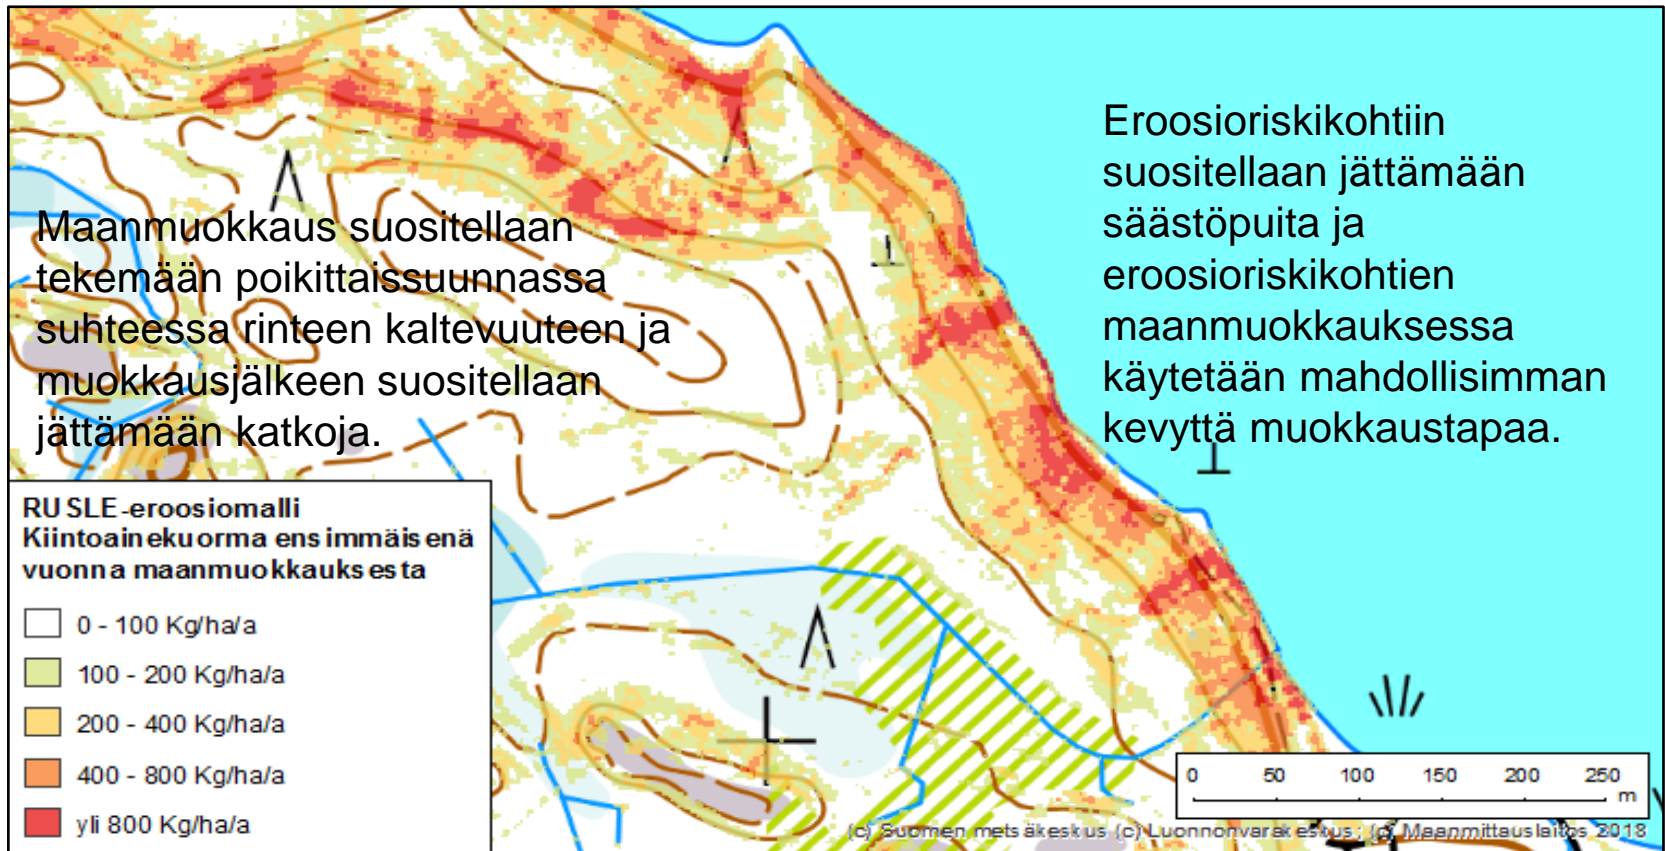 Eroosioriskikohtiin
suositellaan jättämään
säästöpuita ja
eroosioriskikohtien
maanmuokkauksessa
käytetään mahdollisimman
kevyttä muokkaustapaa.
Maanmuokkaus suositellaan
tekemään poikittaissuunnassa
suhteessa rinteen kaltevuuteen ja
muokkausjälkeen suositellaan
jättämään katkoja.
RUSLE-eroosiomalli
Kiintoainekuorma ensimmäisenä
vuonna maanmuokkauksesta
0 - 100 Kg/ha/a
100 - 200 Kg/ha/a
200 - 400 Kg/ha/a
400 - 800 Kg/ha/a
yli 800 Kg/ha/a
0 50 100 150 200 250
m
(c) Suomen metsäkeskus (c) Luonnonvarakeskus; (c) Maanmittauslaitos 2018